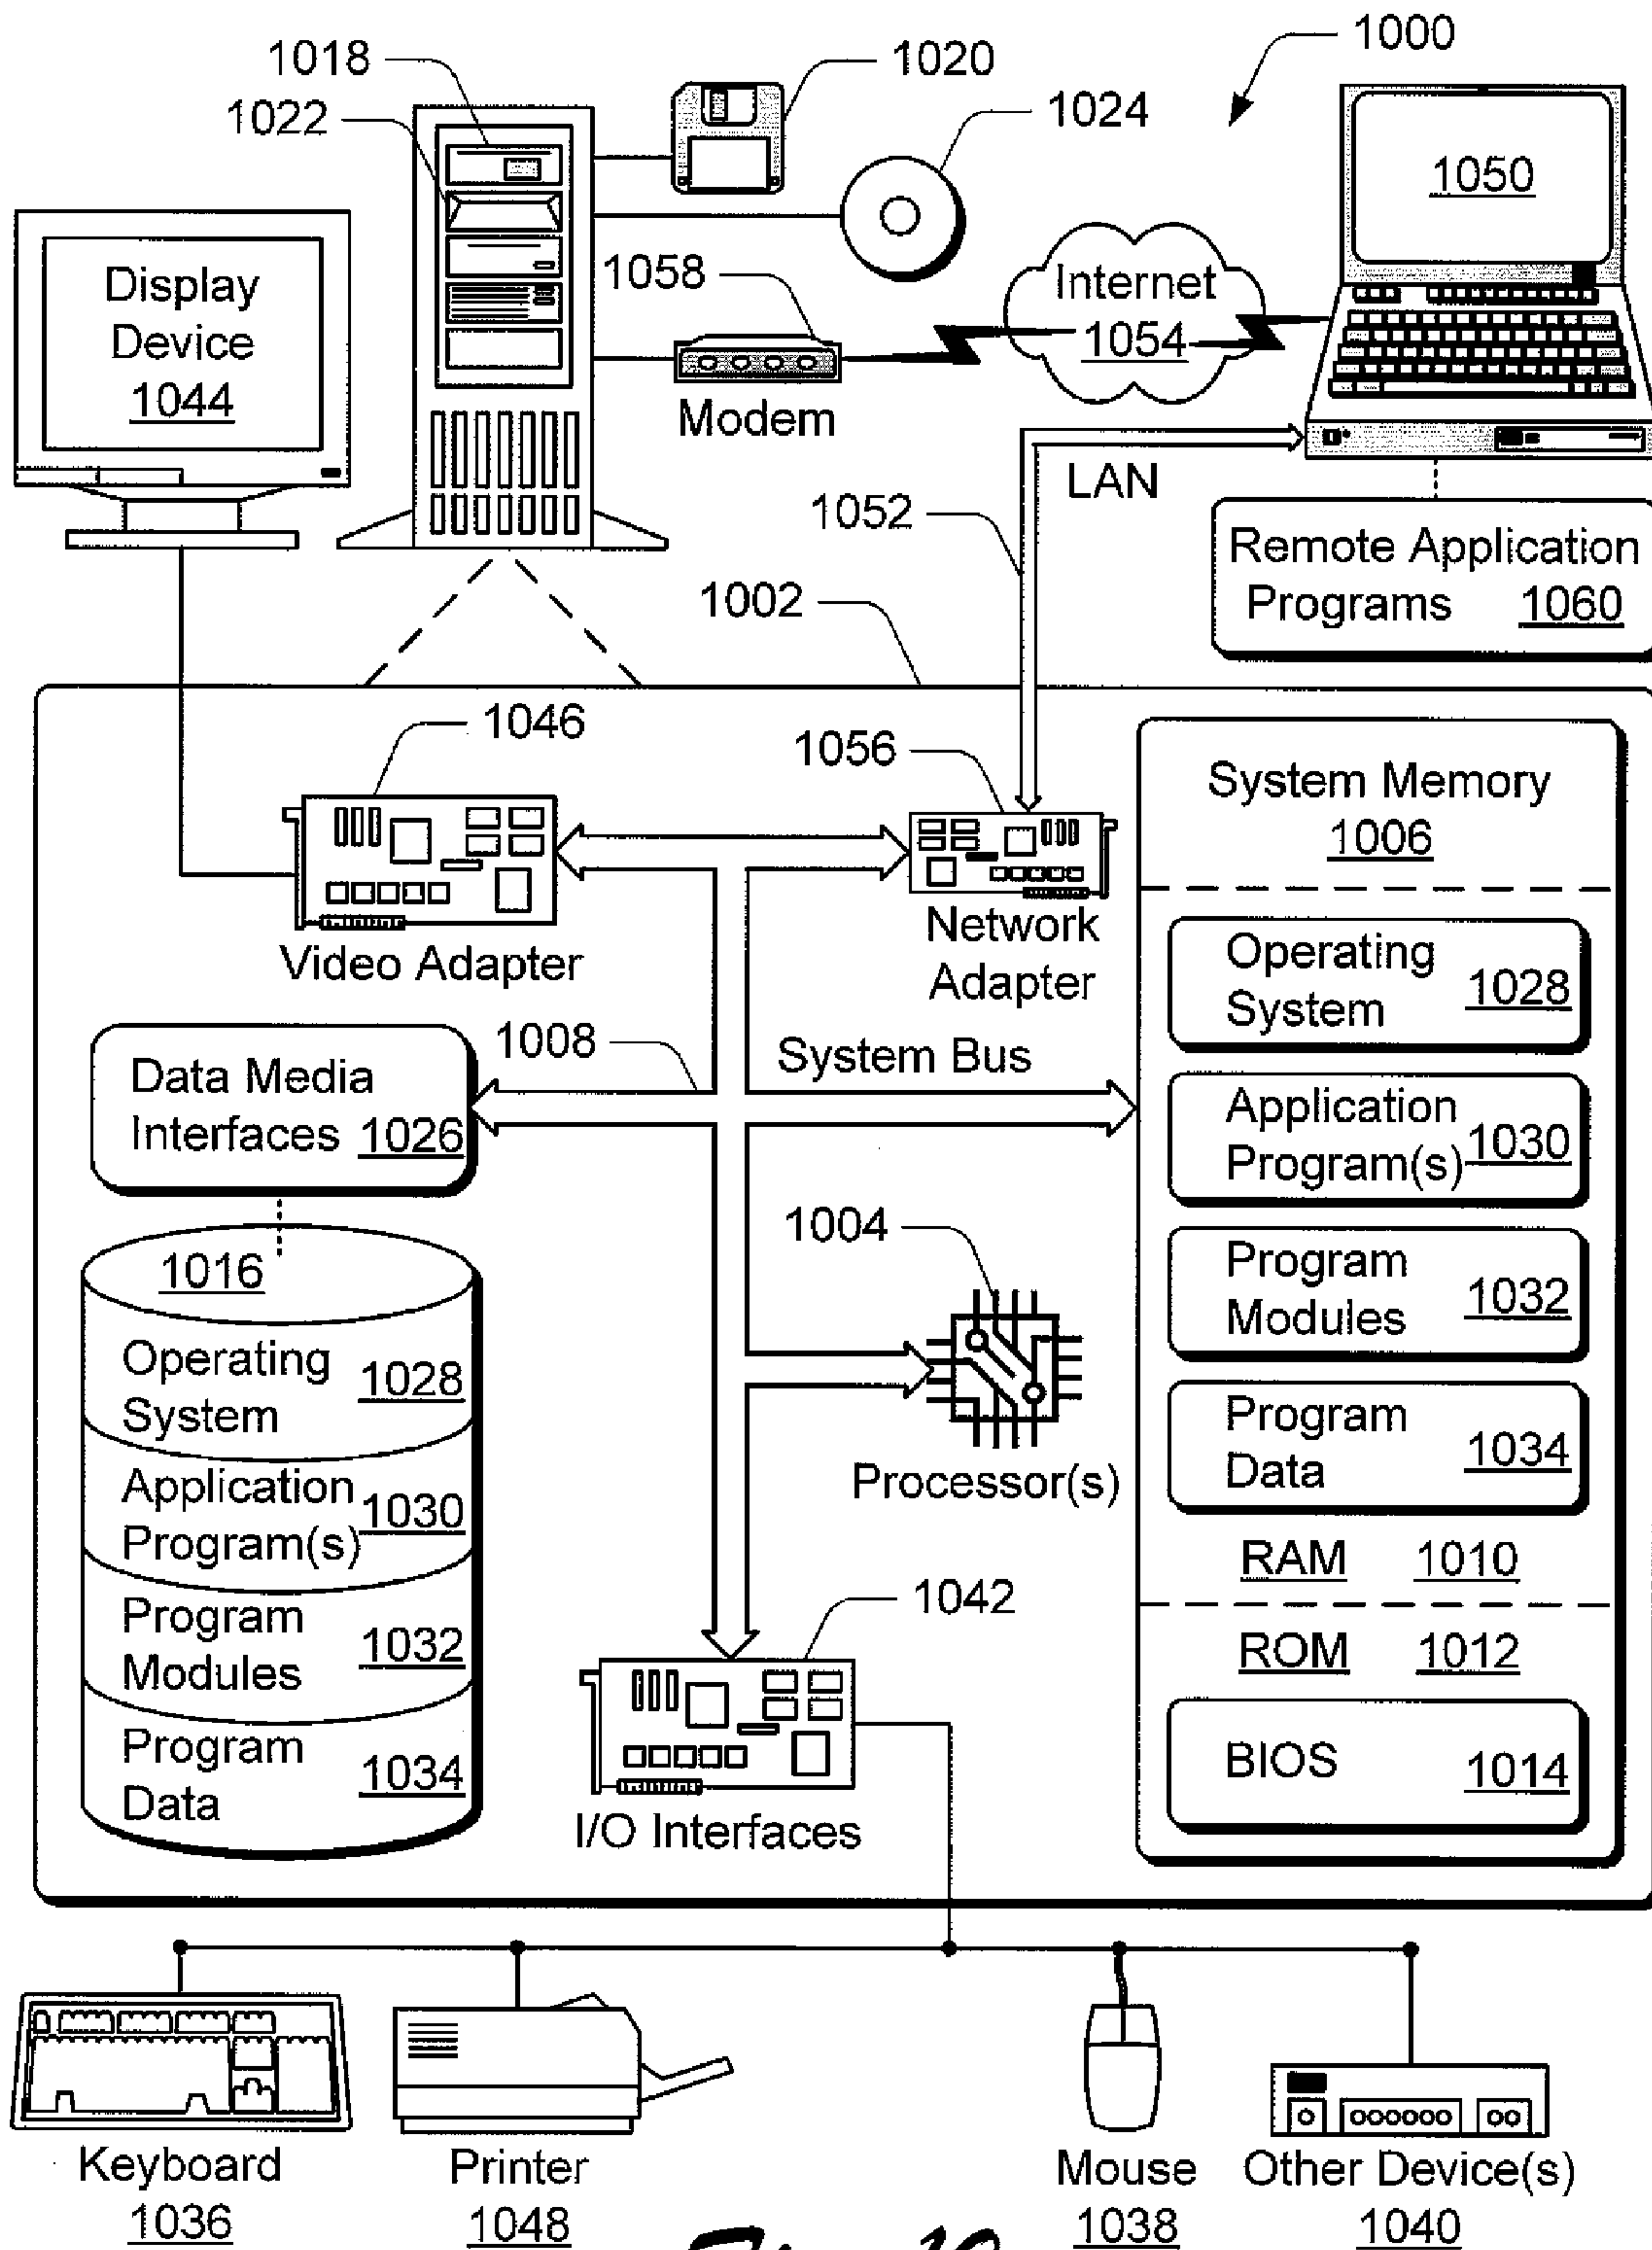 1018
1020
1000
1022
1024
1050
Display
Device
1044
1058
Internet
1054
Modem
LAN
1052
Remote Application
Programs 1060
1002
1046
1056
System Memory
1006
Video Adapter
Network
Adapter
Operating
System 1028
1008
System Bus
Data Media
Interfaces 1026
Application
Program(s) 1030
1004
Program
Modules 1032
1016
Operating
System 1028
Program
Data 1034
Processor(s)
Application
Program(s) 1030
RAM 1010
1042
ROM 1012
Program
Modules 1032
BIOS 1014
Program
Data 1034
I/O Interfaces
Keyboard
1036
Printer
1048
Mouse
1038
Other Device(s)
1040